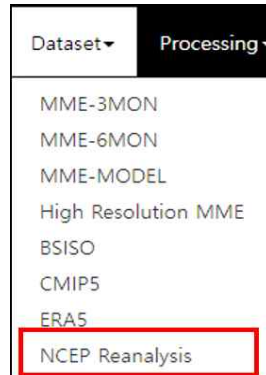 Dataset▾ Processing
MME-3MON
MME-6MON
MME-MODEL
High Resolution MME
BSISO
CMIP5
ERA5
NCEP Reanalysis